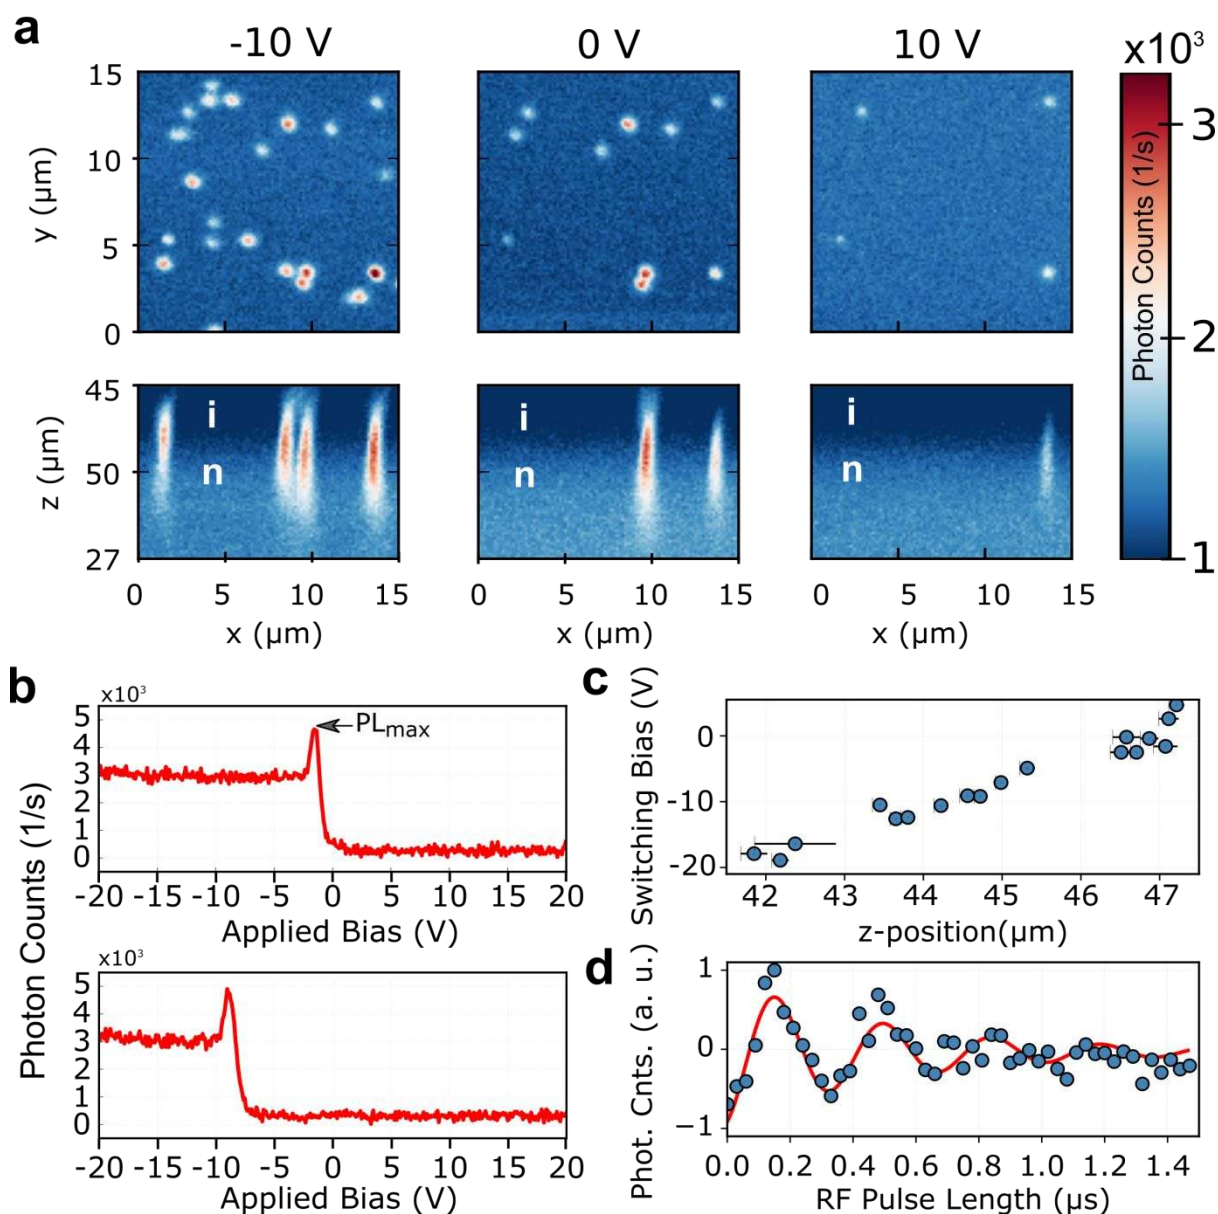 a
-10 V 0 V 10 V x10³
15
10
5
0
y (μm)
Photon Counts (1/s)
3
2
1
45
50
27
z (μm)
i i i
n n n
0 5 10 15 0 5 10 15 0 5 10 15
x (μm) x (μm) x (μm)
b
x10³
5
4
3
2
1
0
PLmax
-20 -15 -10 -5 0 5 10 15 20
Applied Bias (V)
Photon Counts (1/s)
x10³
5
4
3
2
1
0
-20 -15 -10 -5 0 5 10 15 20
Applied Bias (V)
c
Switching Bias (V)
0
-10
-20
42 43 44 45 46 47
z-position(μm)
d
Phot. Cnts. (a. u.)
1
0
−1
0.0 0.2 0.4 0.6 0.8 1.0 1.2 1.4
RF Pulse Length (μs)